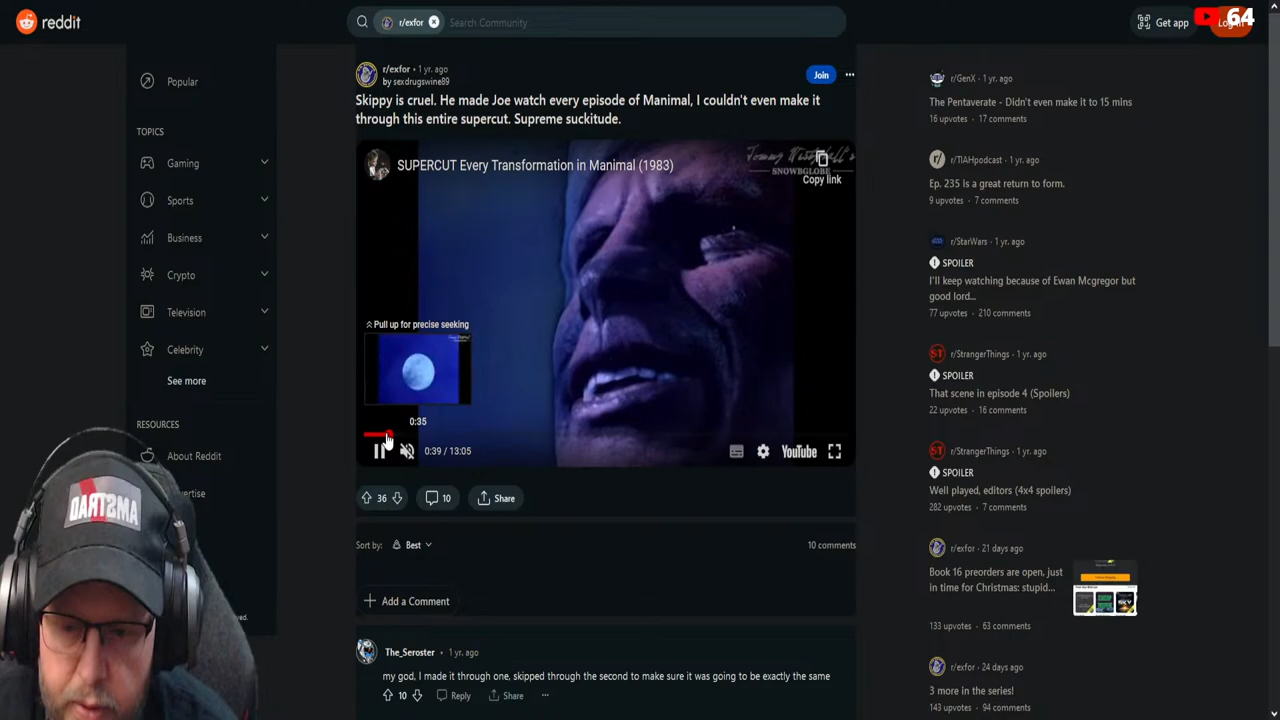 reddit
r/exfor
Search Community
Get app
Log In
64
Popular
TOPICS
Gaming
Sports
Business
Crypto
Television
Celebrity
See more
RESOURCES
About Reddit
r/exfor • 1 yr. ago
by sexdrugswine89
Join
Skippy is cruel. He made Joe watch every episode of Manimal, I couldn't even make it
through this entire supercut. Supreme suckitude.
SUPERCUT Every Transformation in Manimal (1983)
SNOWBGLOBE
Copy link
Pull up for precise seeking
0:35
0:39 / 13:05
YouTube
36
10
Share
Sort by:
Best
10 comments
Add a Comment
The_Seroster • 1 yr. ago
my god, I made it through one, skipped through the second to make sure it was going to be exactly the same
10
Reply
Share
r/GenX • 1 yr. ago
The Pentaverate - Didn't even make it to 15 mins
16 upvotes • 17 comments
r/TIAHpodcast • 1 yr. ago
Ep. 235 is a great return to form.
9 upvotes • 7 comments
r/StarWars • 1 yr. ago
SPOILER
I'll keep watching because of Ewan Mcgregor but
good lord...
77 upvotes • 210 comments
r/StrangerThings • 1 yr. ago
SPOILER
That scene in episode 4 (Spoilers)
22 upvotes • 16 comments
r/StrangerThings • 1 yr. ago
SPOILER
Well played, editors (4x4 spoilers)
282 upvotes • 7 comments
r/exfor • 21 days ago
Book 16 preorders are open, just
in time for Christmas: stupid...
133 upvotes • 63 comments
r/exfor • 24 days ago
3 more in the series!
143 upvotes • 94 comments
AMSTRAD